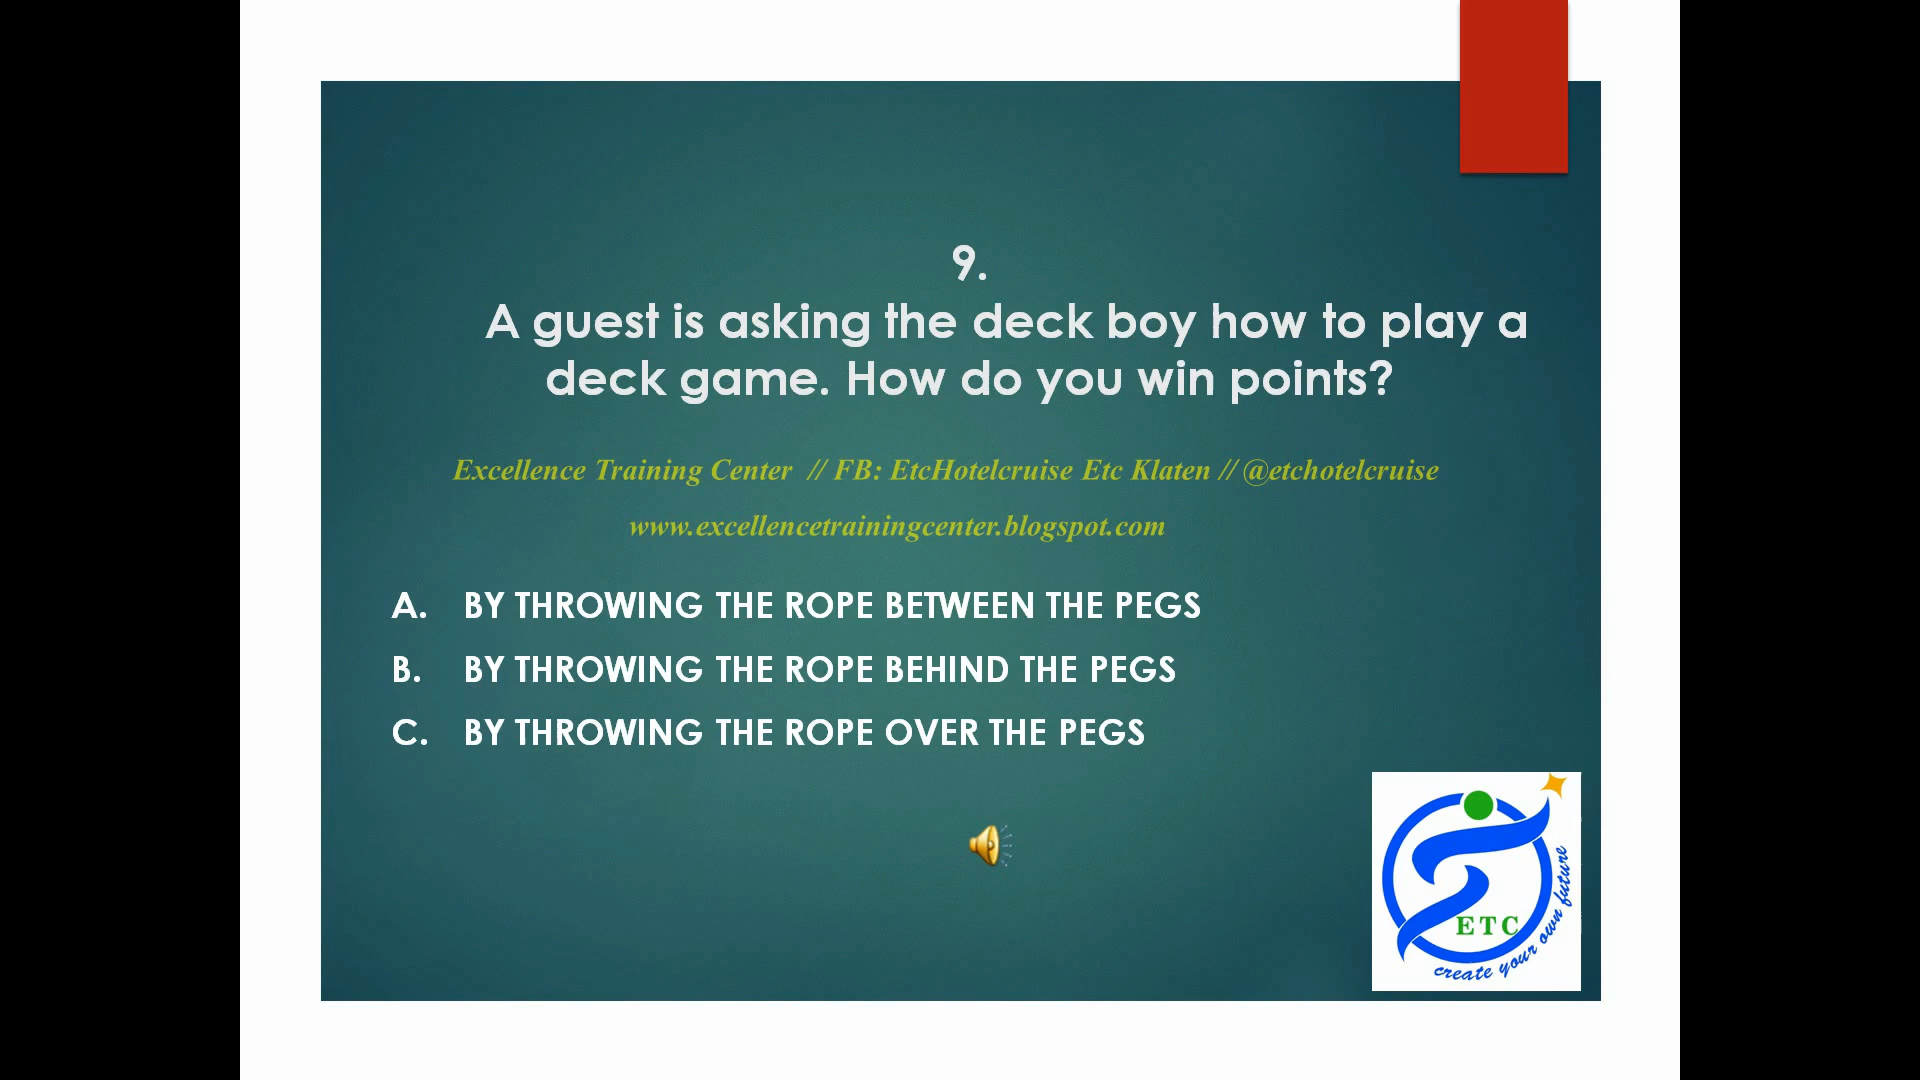 9.
A guest is asking the deck boy how to play a
deck game. How do you win points?
Excellence Training Center // FB: EtcHotelcruise Etc Klaten // @etchotelcruise
www.excellencetrainingcenter.blogspot.com
A. BY THROWING THE ROPE BETWEEN THE PEGS
B. BY THROWING THE ROPE BEHIND THE PEGS
C. BY THROWING THE ROPE OVER THE PEGS
ETC
create your own future